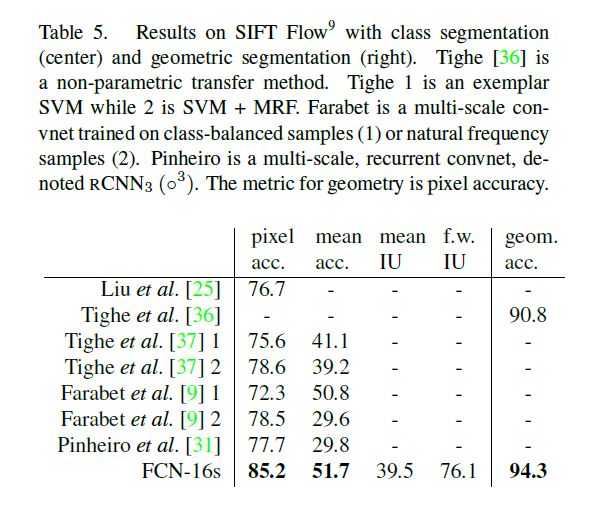 Table 5. Results on SIFT Flow⁹ with class segmentation
(center) and geometric segmentation (right). Tighe [36] is
a non-parametric transfer method. Tighe 1 is an exemplar
SVM while 2 is SVM + MRF. Farabet is a multi-scale con-
vnet trained on class-balanced samples (1) or natural frequency
samples (2). Pinheiro is a multi-scale, recurrent convnet, de-
noted RCNN₃ (∘³). The metric for geometry is pixel accuracy.
pixel mean mean f.w. geom.
acc. acc. IU IU acc.
Liu et al. [25] 76.7 - - - -
Tighe et al. [36] - - - - 90.8
Tighe et al. [37] 1 75.6 41.1 - - -
Tighe et al. [37] 2 78.6 39.2 - - -
Farabet et al. [9] 1 72.3 50.8 - - -
Farabet et al. [9] 2 78.5 29.6 - - -
Pinheiro et al. [31] 77.7 29.8 - - -
FCN-16s 85.2 51.7 39.5 76.1 94.3